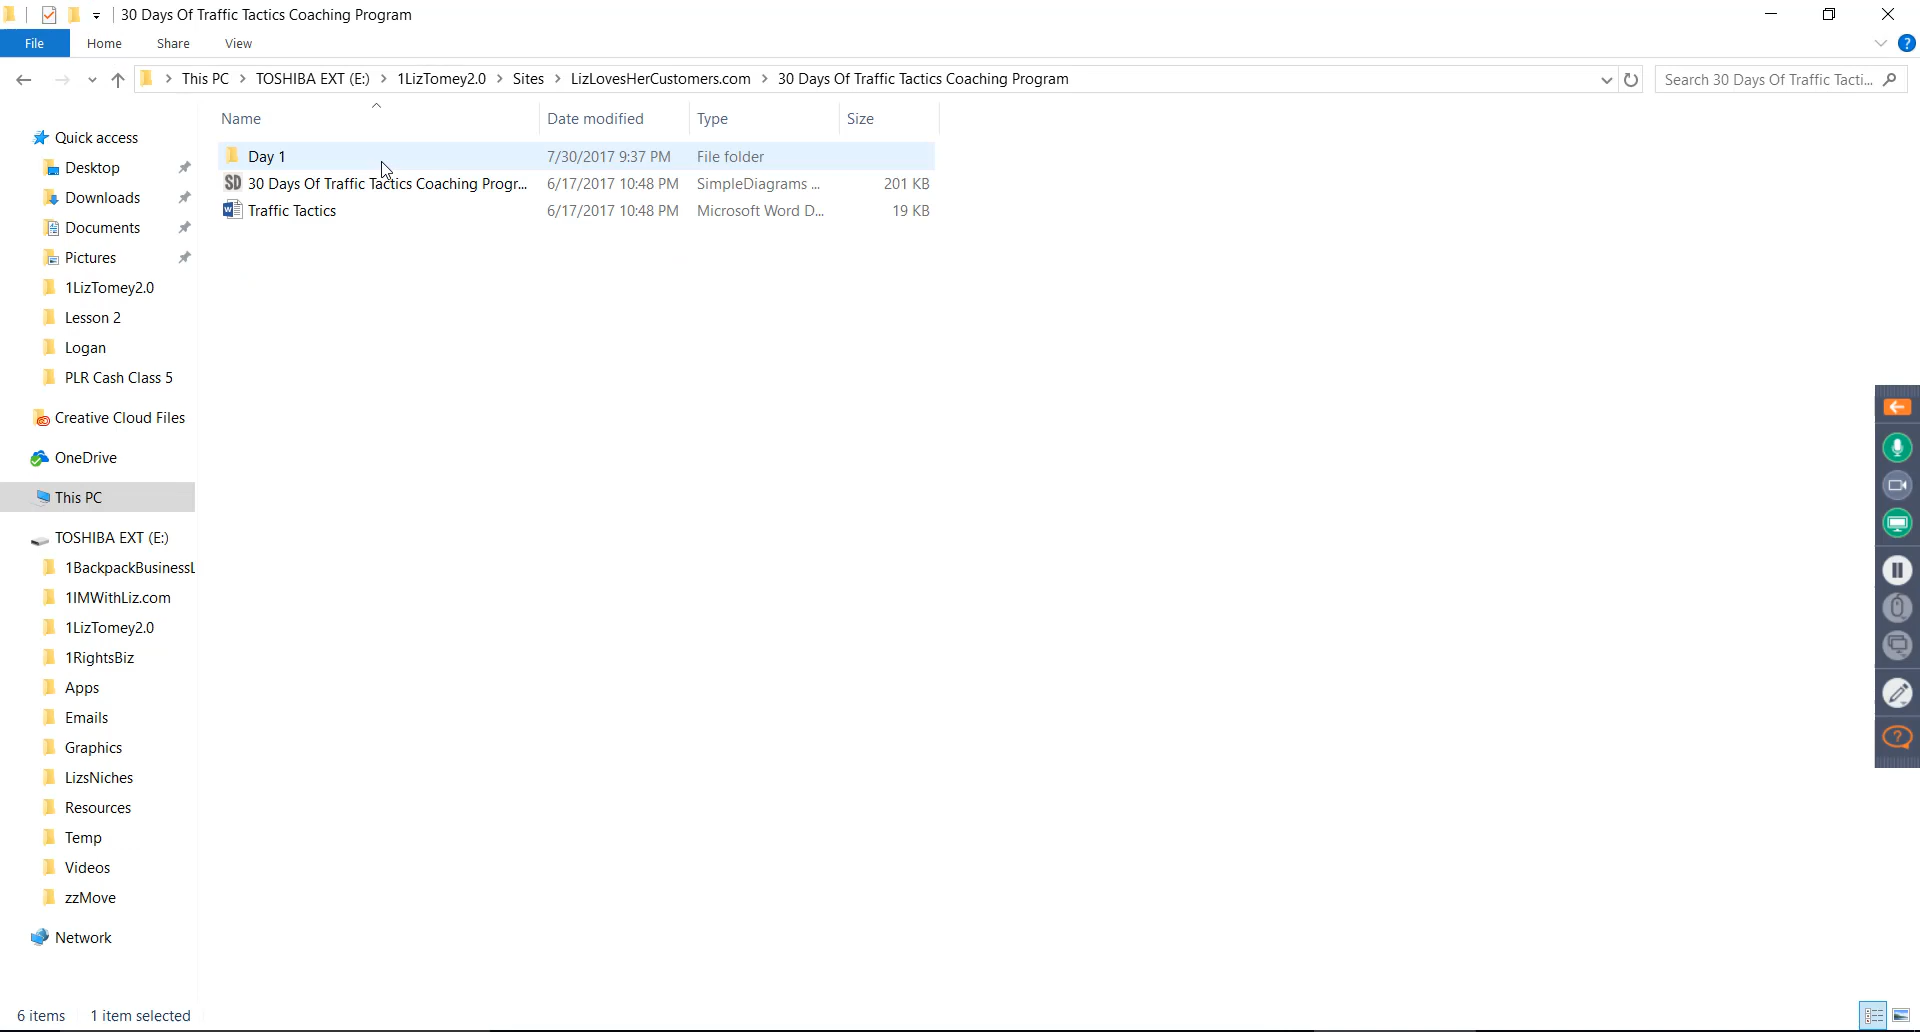 30 Days Of Traffic Tactics Coaching Program
File Home Share View
This PC TOSHIBA EXT (E:) 1LizTomey2.0 Sites LizLovesHerCustomers.com 30 Days Of Traffic Tactics Coaching Program
Search 30 Days Of Traffic Tacti...
Name Date modified Type Size
Quick access
Desktop
Downloads
Documents
Pictures
1LizTomey2.0
Lesson 2
Logan
PLR Cash Class 5
Creative Cloud Files
OneDrive
This PC
TOSHIBA EXT (E:)
1BackpackBusinessL
1IMWithLiz.com
1LizTomey2.0
1RightsBiz
Apps
Emails
Graphics
LizsNiches
Resources
Temp
Videos
zzMove
Network
Day 1 7/30/2017 9:37 PM File folder
SD 30 Days Of Traffic Tactics Coaching Progr... 6/17/2017 10:48 PM SimpleDiagrams ... 201 KB
Traffic Tactics 6/17/2017 10:48 PM Microsoft Word D... 19 KB
6 items 1 item selected